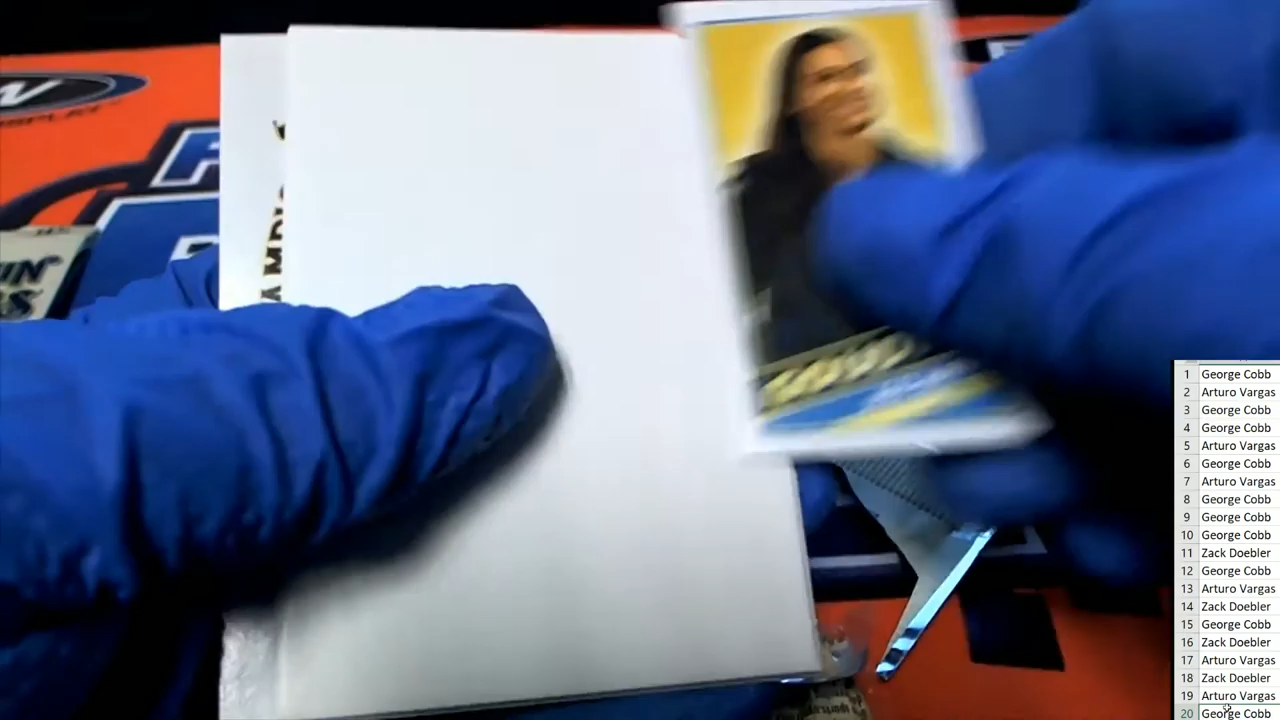 1 George Cobb
2 Arturo Vargas
3 George Cobb
4 George Cobb
5 Arturo Vargas
6 George Cobb
7 Arturo Vargas
8 George Cobb
9 George Cobb
10 George Cobb
11 Zack Doebler
12 George Cobb
13 Arturo Vargas
14 Zack Doebler
15 George Cobb
16 Zack Doebler
17 Arturo Vargas
18 Zack Doebler
19 Arturo Vargas
20 George Cobb